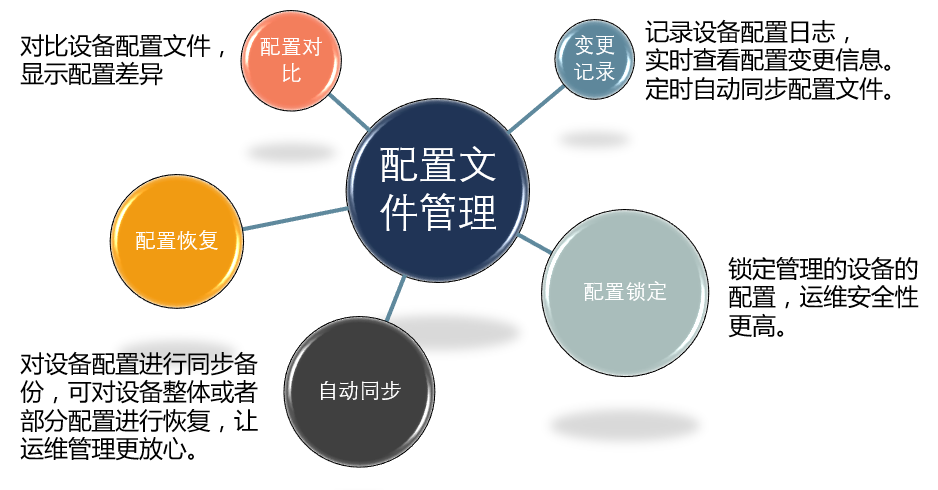 对比设备配置文件，
显示配置差异
配置对
比
变更
记录
记录设备配置日志，
实时查看配置变更信息。
定时自动同步配置文件。
配置文
件管理
配置恢复
配置锁定
锁定管理的设备的
配置，运维安全性
更高。
对设备配置进行同步备
份，可对设备整体或者
部分配置进行恢复，让
运维管理更放心。
自动同步